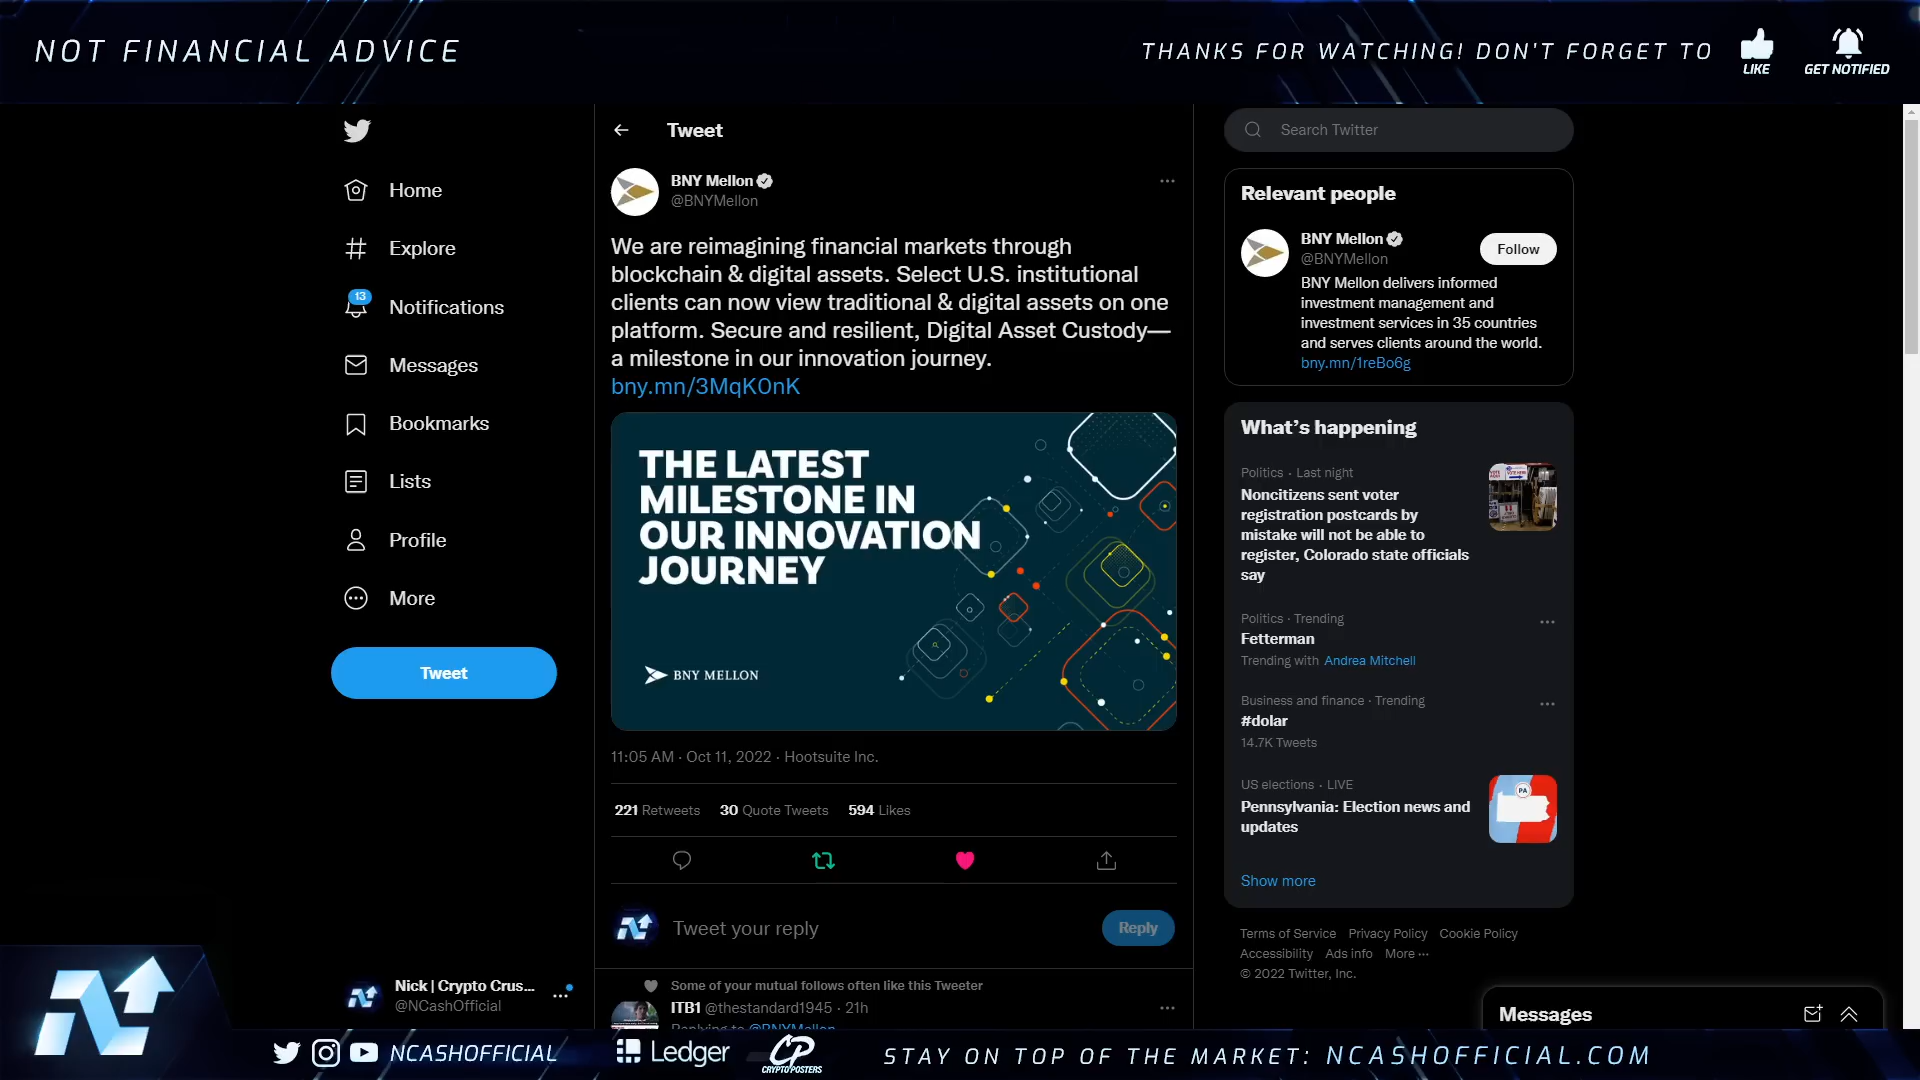 NOT FINANCIAL ADVICE
THANKS FOR WATCHING! DON'T FORGET TO
LIKE
GET NOTIFIED
Home
Explore
13
Notifications
Messages
Bookmarks
Lists
Profile
More
Tweet
Nick | Crypto Crus...
@NCashOfficial
Tweet
BNY Mellon
@BNYMellon
We are reimagining financial markets through
blockchain & digital assets. Select U.S. institutional
clients can now view traditional & digital assets on one
platform. Secure and resilient, Digital Asset Custody—
a milestone in our innovation journey.
bny.mn/3MqK0nK
THE LATEST
MILESTONE IN
OUR INNOVATION
JOURNEY
BNY MELLON
11:05 AM · Oct 11, 2022 · Hootsuite Inc.
221 Retweets 30 Quote Tweets 594 Likes
Tweet your reply
Reply
Some of your mutual follows often like this Tweeter
ITB1 @thestandard1945 · 21h
Replying to @BNYMellon
Search Twitter
Relevant people
BNY Mellon
@BNYMellon
Follow
BNY Mellon delivers informed
investment management and
investment services in 35 countries
and serves clients around the world.
bny.mn/1reBo6g
What's happening
Politics · Last night
Noncitizens sent voter
registration postcards by
mistake will not be able to
register, Colorado state officials
say
Politics · Trending
Fetterman
Trending with Andrea Mitchell
Business and finance · Trending
#dolar
14.7K Tweets
US elections · LIVE
Pennsylvania: Election news and
updates
PA
Show more
Terms of Service Privacy Policy Cookie Policy
Accessibility Ads info More ···
© 2022 Twitter, Inc.
Messages
NCASHOFFICIAL
Ledger
CP
CRYPTO POSTERS
STAY ON TOP OF THE MARKET: NCASHOFFICIAL.COM